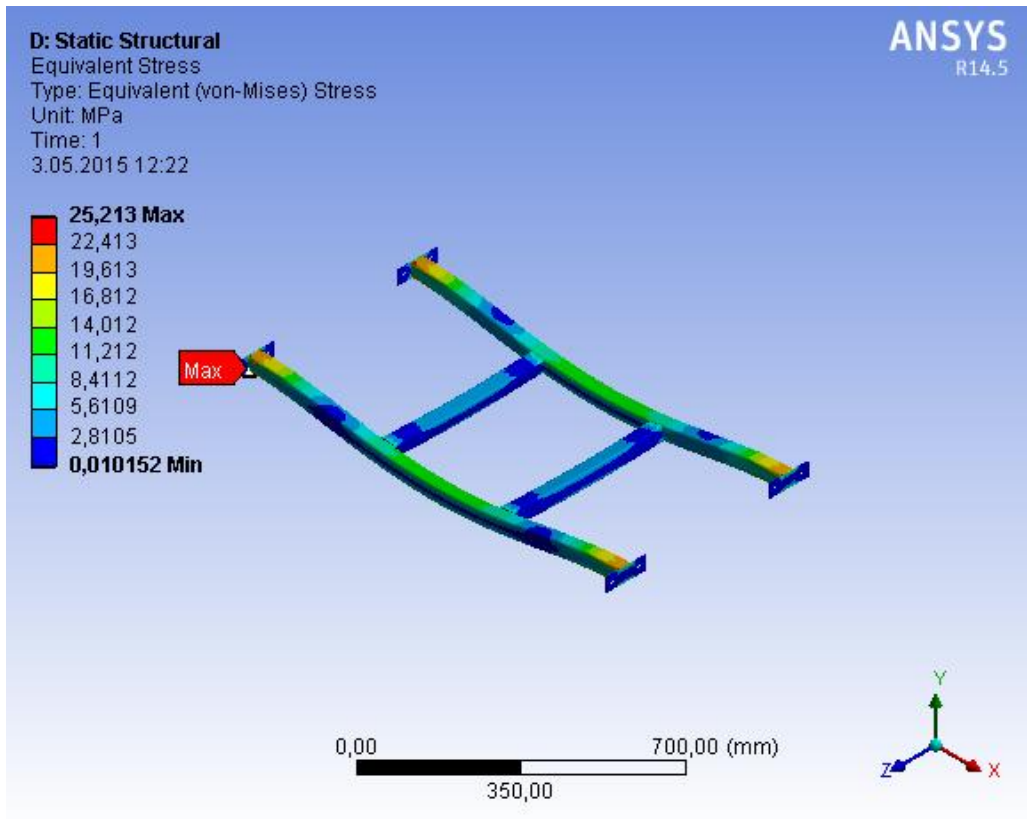 D: Static Structural
Equivalent Stress
Type: Equivalent (von-Mises) Stress
Unit: MPa
Time: 1
3.05.2015 12:22
ANSYS
R14.5
25,213 Max
22,413
19,613
16,812
14,012
11,212
8,4112
5,6109
2,8105
0,010152 Min
Max
0,00
700,00 (mm)
350,00
Y
Z
X